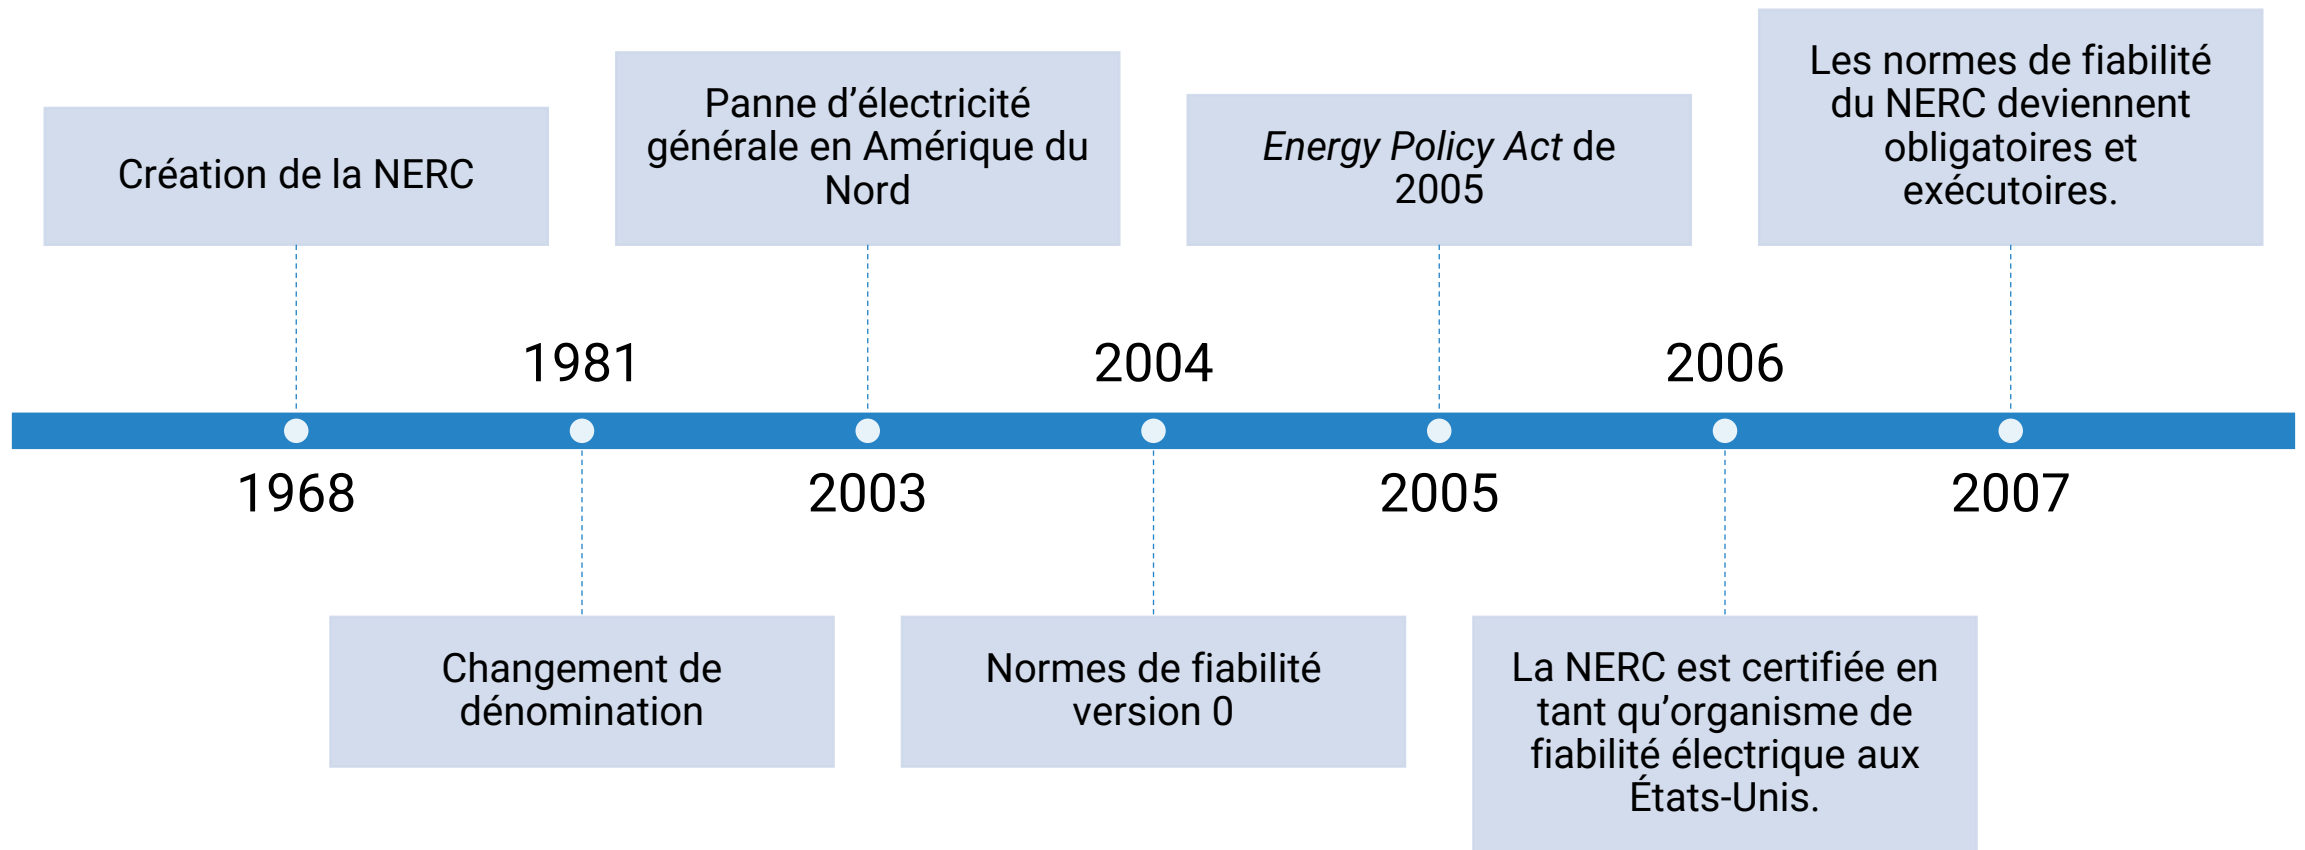 Création de la NERC
1968
1981
Changement de
dénomination
Panne d’électricité
générale en Amérique du
Nord
2003
2004
Normes de fiabilité
version 0
Energy Policy Act de
2005
2005
2006
La NERC est certifiée en
tant qu’organisme de
fiabilité électrique aux
États-Unis.
Les normes de fiabilité
du NERC deviennent
obligatoires et
exécutoires.
2007